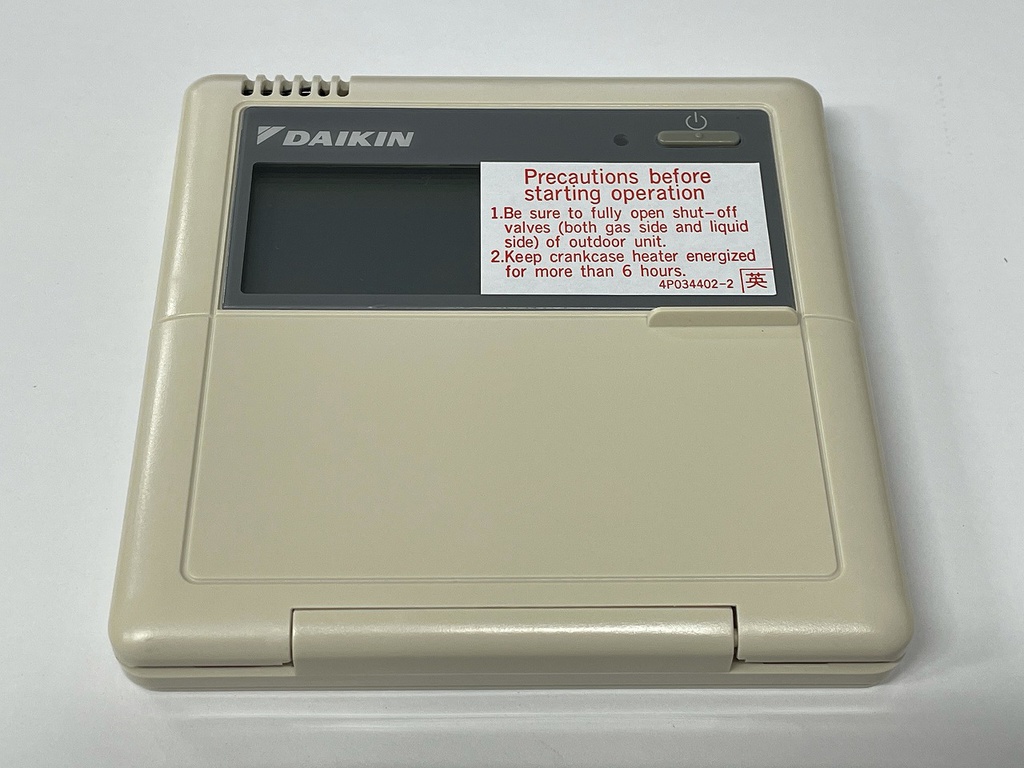 DAIKIN
Precautions before
starting operation
1.Be sure to fully open shut-off
valves (both gas side and liquid
side) of outdoor unit.
2.Keep crankcase heater energized
for more than 6 hours.
4P034402-2 英